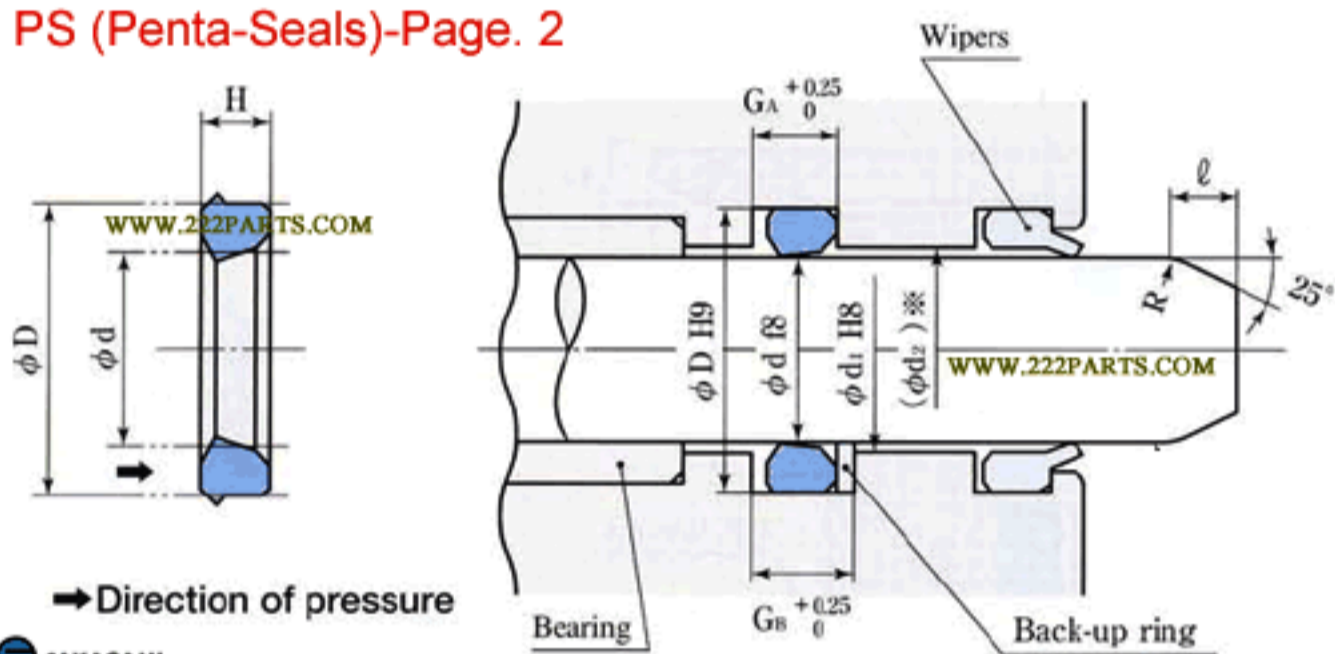 PS (Penta-Seals)-Page. 2
Wipers
H
GA +0.25 0
ℓ
WWW.222PARTS.COM
R
25°
φD
φd
φD H9
φd f8
φd₁ H8
(φd₂)※
WWW.222PARTS.COM
➡Direction of pressure
Bearing
GB +0.25 0
Back-up ring